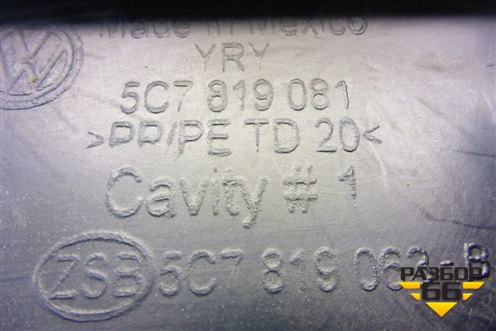 Made in Mexico
YRY
5C7 819 081
>PP/PE TD 20<
Cavity # 1
ZSB 5C7 819 063-B
РАЗБОР
66